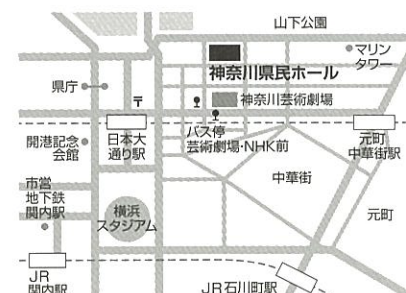 山下公園
マリン
タワー
神奈川県民ホール
県庁
〒
神奈川芸術劇場
開港記念
会館
日本大
通り駅
バス停
芸術劇場・NHK前
元町
中華街駅
中華街
市営
地下鉄
関内駅
横浜
スタジアム
元町
JR
関内駅
JR石川町駅